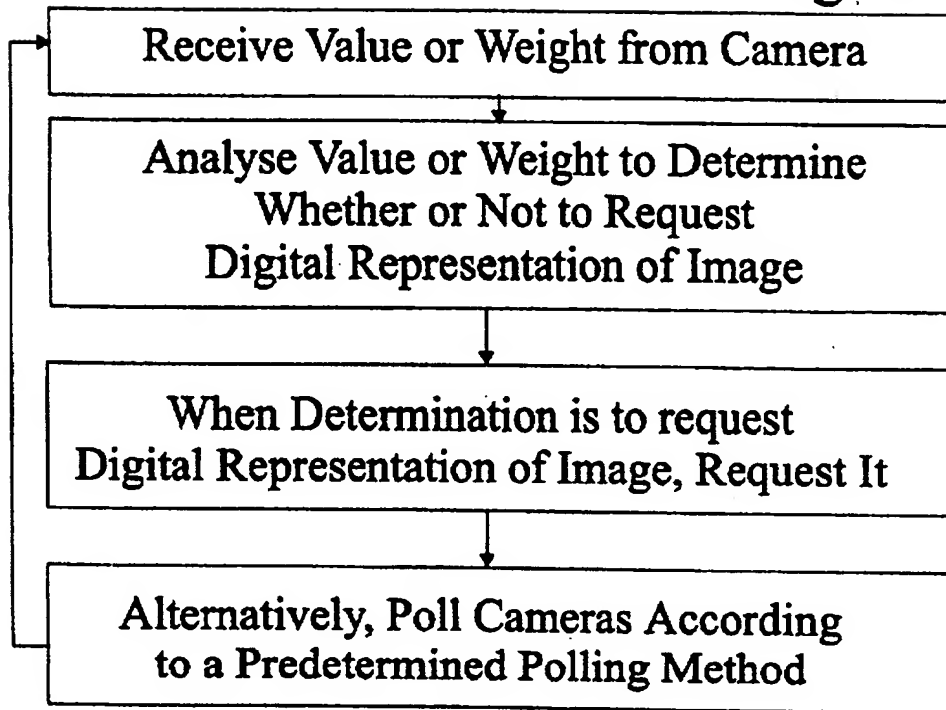 Receive Value or Weight from Camera
Analyse Value or Weight to Determine
Whether or Not to Request
Digital Representation of Image
When Determination is to request
Digital Representation of Image, Request It
Alternatively, Poll Cameras According
to a Predetermined Polling Method